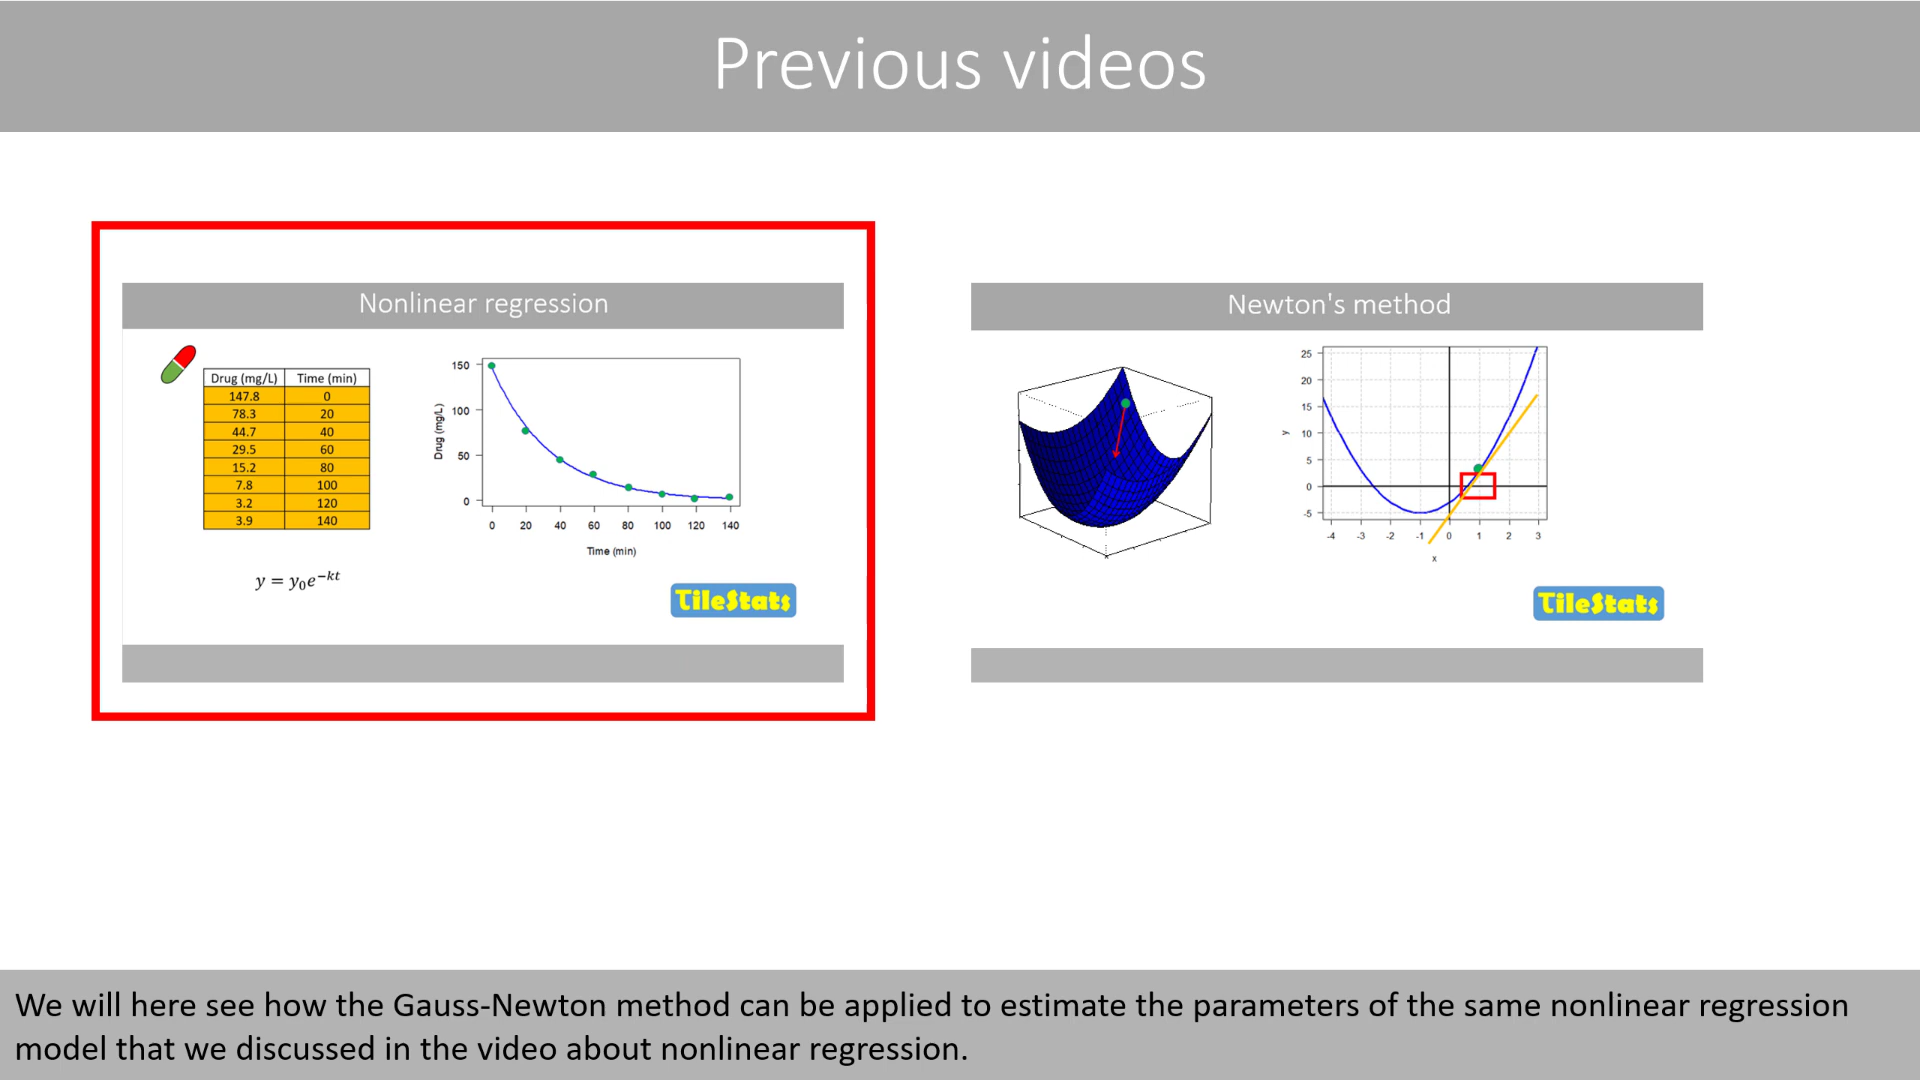 Previous videos
Nonlinear regression
Drug (mg/L) Time (min)
147.8 0
78.3 20
44.7 40
29.5 60
15.2 80
7.8 100
3.2 120
3.9 140
y = y₀e^{-kt}
Drug (mg/L)
150
100
50
0
0 20 40 60 80 100 120 140
Time (min)
TileStats
Newton's method
y
25
20
15
10
5
0
-5
-4 -3 -2 -1 0 1 2 3
x
TileStats
We will here see how the Gauss-Newton method can be applied to estimate the parameters of the same nonlinear regression
model that we discussed in the video about nonlinear regression.